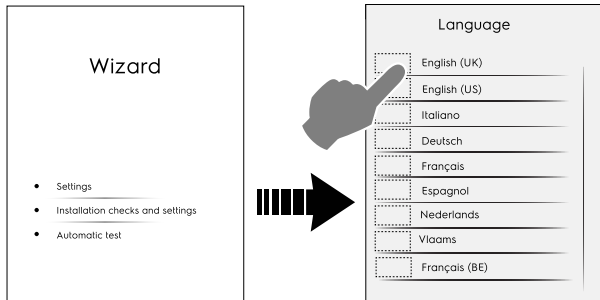 Wizard
Settings
Installation checks and settings
Automatic test
Language
English (UK)
English (US)
Italiano
Deutsch
Français
Espagnol
Nederlands
Vlaams
Français (BE)